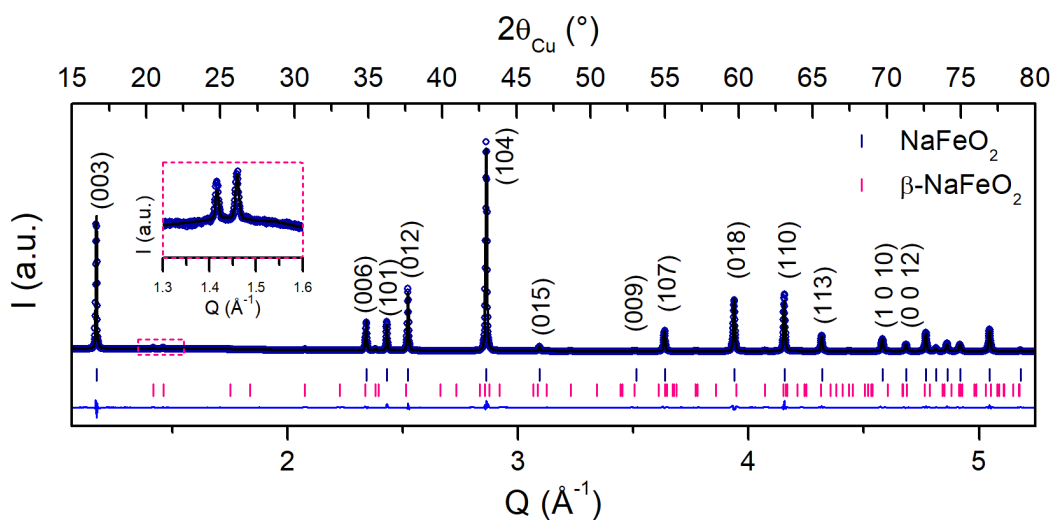 2θCu (°)
15 20 25 30 35 40 45 50 55 60 65 70 75 80
NaFeO2
β-NaFeO2
(003)
(006)
(101)
(012)
(104)
(015)
(009)
(107)
(018)
(110)
(113)
(1 0 10)
(0 0 12)
I (a.u.)
1.3 1.4 1.5 1.6
Q (Å-1)
I (a.u.)
2 3 4 5
Q (Å-1)